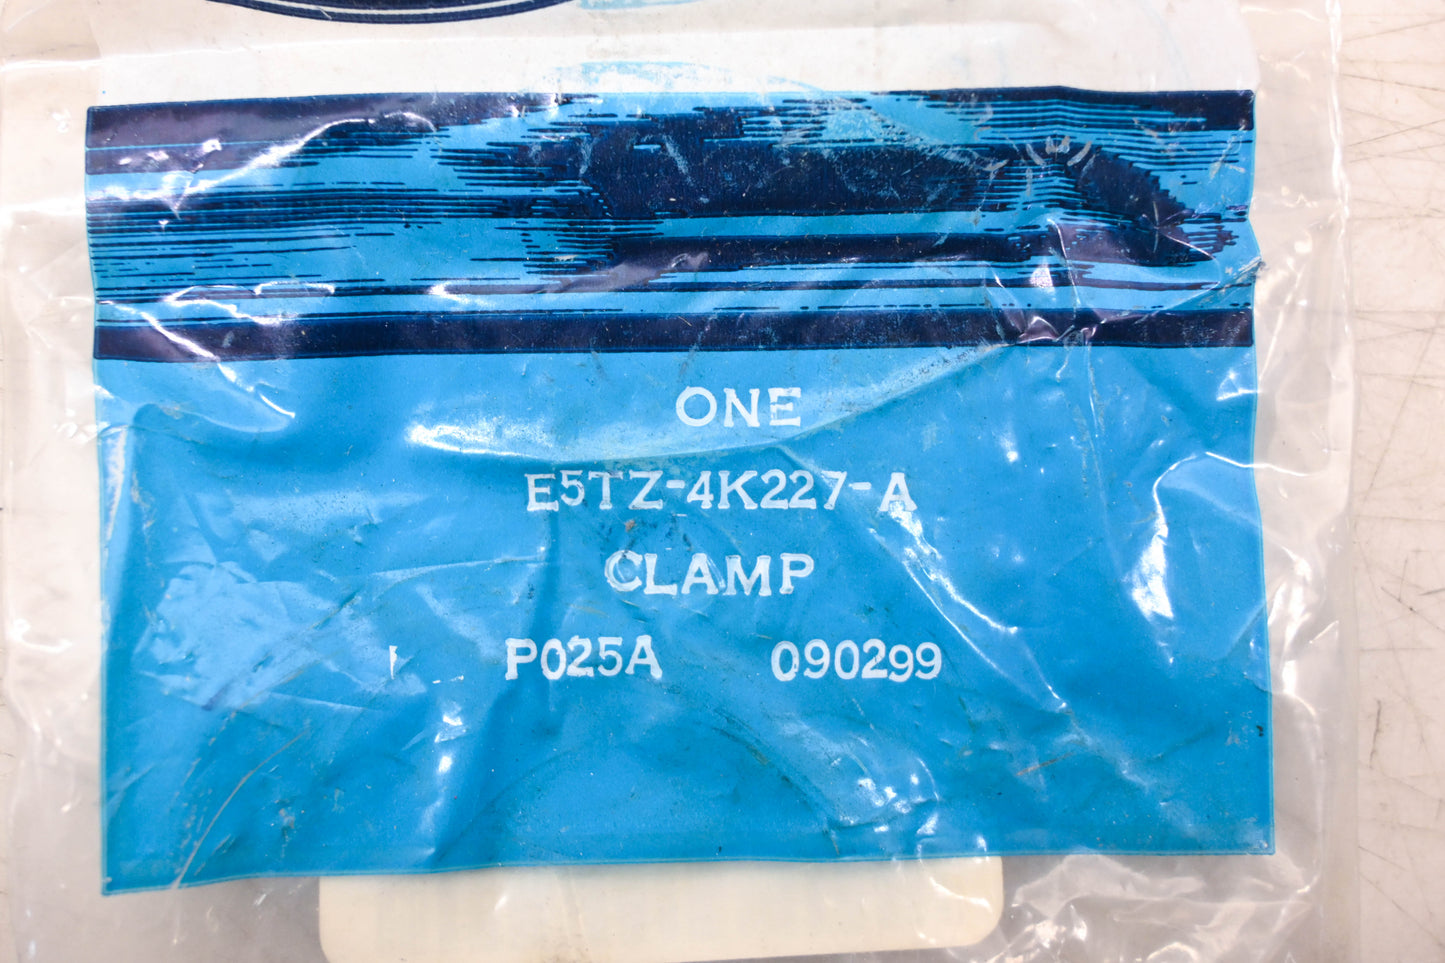 ONE
E5TZ-4K227-A
CLAMP
P025A 090299